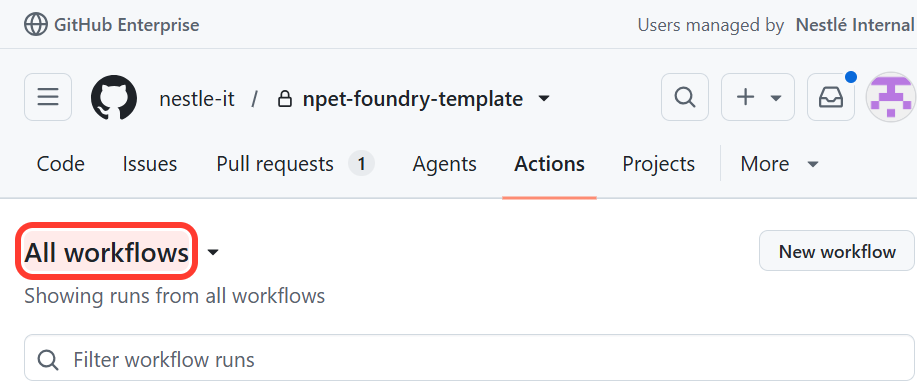 GitHub Enterprise Users managed by Nestlé Internal
nestle-it / npet-foundry-template
Code Issues Pull requests 1 Agents Actions Projects More
All workflows New workflow
Showing runs from all workflows
Filter workflow runs